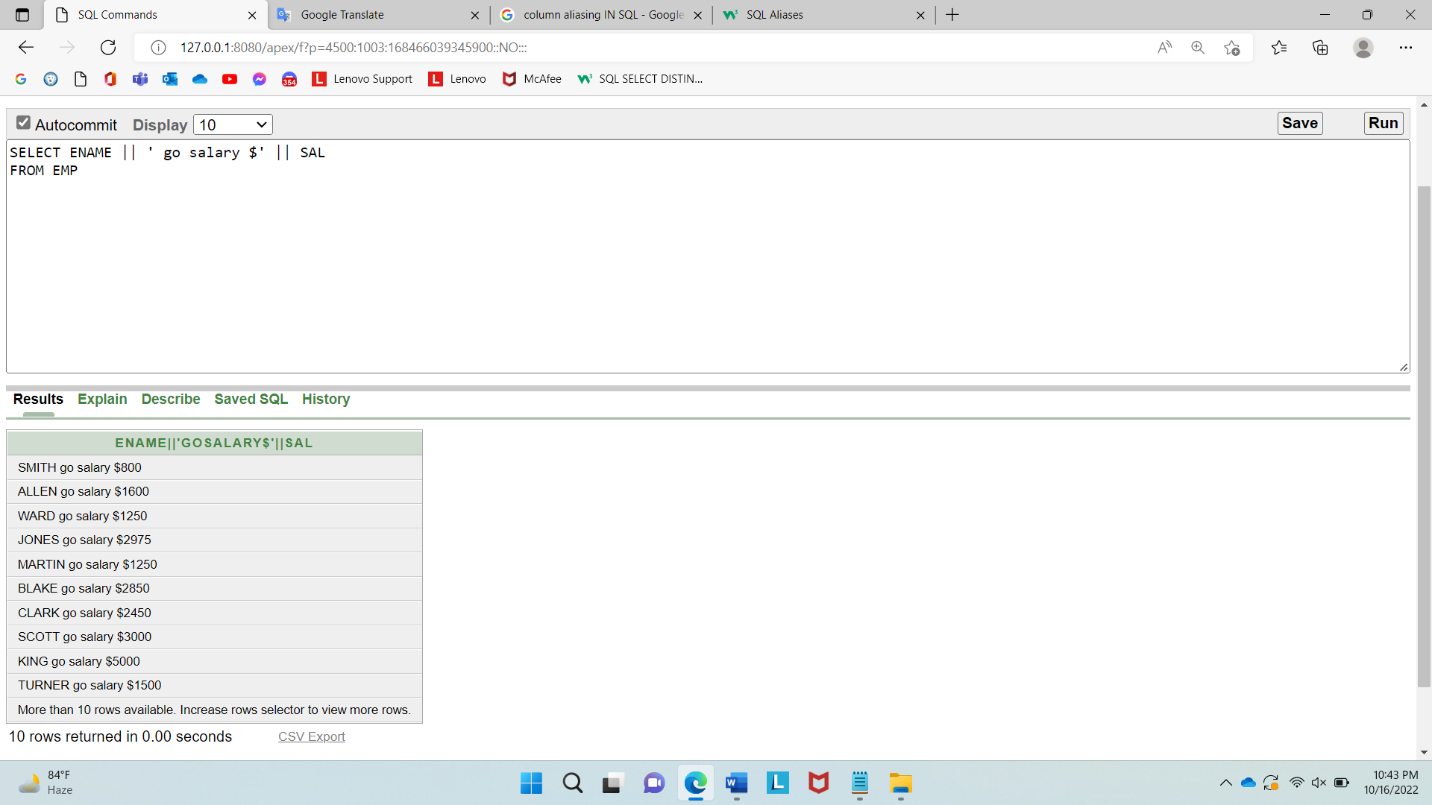 SQL Commands
Google Translate
column aliasing IN SQL - Google
SQL Aliases
127.0.0.1:8080/apex/f?p=4500:1003:168466039345900::NO:::
354
Lenovo Support
Lenovo
McAfee
SQL SELECT DISTIN...
Autocommit Display 10
Save
Run
SELECT ENAME || ' go salary $' || SAL
FROM EMP
Results Explain Describe Saved SQL History
ENAME||'GOSALARY$'||SAL
SMITH go salary $800
ALLEN go salary $1600
WARD go salary $1250
JONES go salary $2975
MARTIN go salary $1250
BLAKE go salary $2850
CLARK go salary $2450
SCOTT go salary $3000
KING go salary $5000
TURNER go salary $1500
More than 10 rows available. Increase rows selector to view more rows.
10 rows returned in 0.00 seconds
CSV Export
84°F
Haze
10:43 PM
10/16/2022